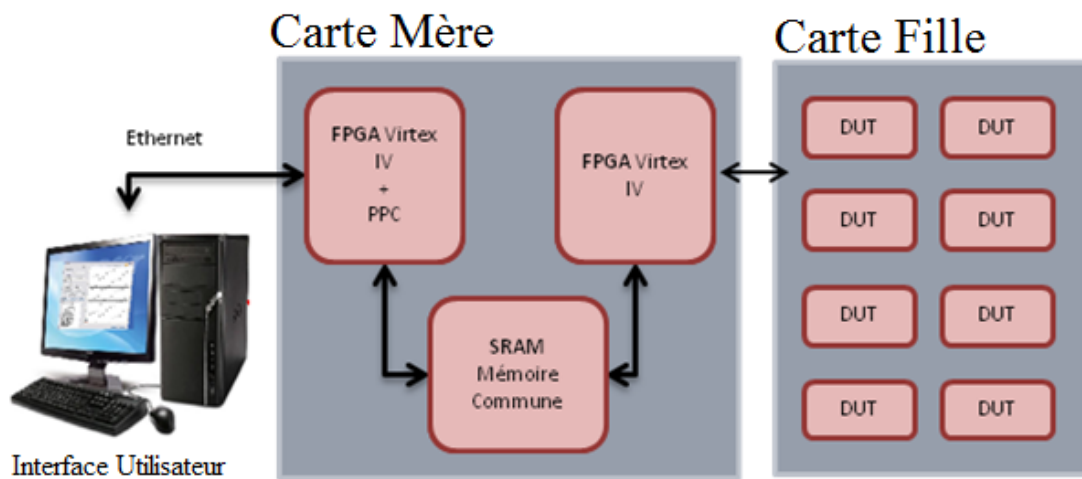 Carte Mère
Carte Fille
Ethernet
FPGA Virtex
IV
+
PPC
FPGA Virtex
IV
SRAM
Mémoire
Commune
DUT
DUT
DUT
DUT
DUT
DUT
DUT
DUT
Interface Utilisateur